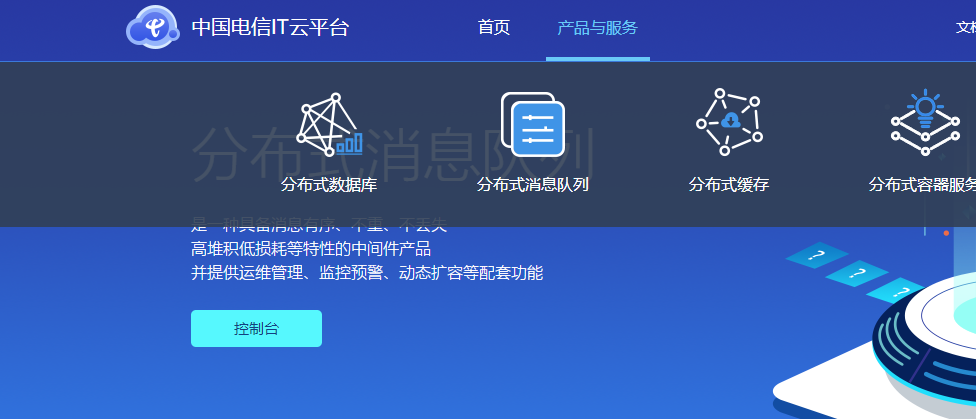 中国电信IT云平台
首页
产品与服务
文档
分布式消息队列
分布式数据库
分布式消息队列
分布式缓存
分布式容器服务
是一种具备消息有序、不重、不丢失
高堆积低损耗等特性的中间件产品
并提供运维管理、监控预警、动态扩容等配套功能
控制台
? ? ?